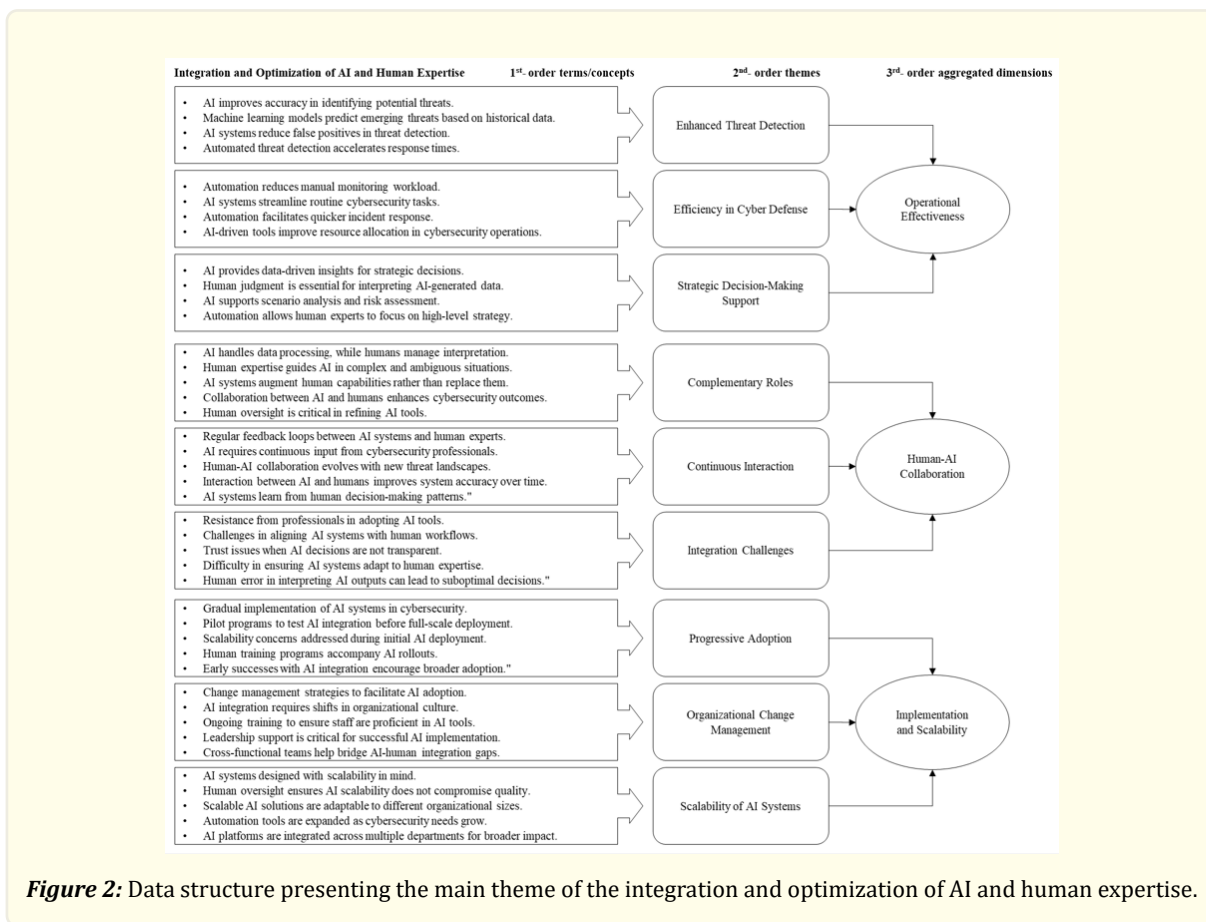 Integration and Optimization of AI and Human Expertise 1st- order terms/concepts 2nd- order themes 3rd- order aggregated dimensions
• AI improves accuracy in identifying potential threats.
• Machine learning models predict emerging threats based on historical data.
• AI systems reduce false positives in threat detection.
• Automated threat detection accelerates response times.
Enhanced Threat Detection
• Automation reduces manual monitoring workload.
• AI systems streamline routine cybersecurity tasks.
• Automation facilitates quicker incident response.
• AI-driven tools improve resource allocation in cybersecurity operations.
Efficiency in Cyber Defense
Operational
Effectiveness
• AI provides data-driven insights for strategic decisions.
• Human judgment is essential for interpreting AI-generated data.
• AI supports scenario analysis and risk assessment.
• Automation allows human experts to focus on high-level strategy.
Strategic Decision-Making
Support
• AI handles data processing, while humans manage interpretation.
• Human expertise guides AI in complex and ambiguous situations.
• AI systems augment human capabilities rather than replace them.
• Collaboration between AI and humans enhances cybersecurity outcomes.
• Human oversight is critical in refining AI tools.
Complementary Roles
• Regular feedback loops between AI systems and human experts.
• AI requires continuous input from cybersecurity professionals.
• Human-AI collaboration evolves with new threat landscapes.
• Interaction between AI and humans improves system accuracy over time.
• AI systems learn from human decision-making patterns."
Continuous Interaction
Human-AI
Collaboration
• Resistance from professionals in adopting AI tools.
• Challenges in aligning AI systems with human workflows.
• Trust issues when AI decisions are not transparent.
• Difficulty in ensuring AI systems adapt to human expertise.
• Human error in interpreting AI outputs can lead to suboptimal decisions."
Integration Challenges
• Gradual implementation of AI systems in cybersecurity.
• Pilot programs to test AI integration before full-scale deployment.
• Scalability concerns addressed during initial AI deployment.
• Human training programs accompany AI rollouts.
• Early successes with AI integration encourage broader adoption."
Progressive Adoption
• Change management strategies to facilitate AI adoption.
• AI integration requires shifts in organizational culture.
• Ongoing training to ensure staff are proficient in AI tools.
• Leadership support is critical for successful AI implementation.
• Cross-functional teams help bridge AI-human integration gaps.
Organizational Change
Management
Implementation
and Scalability
• AI systems designed with scalability in mind.
• Human oversight ensures AI scalability does not compromise quality.
• Scalable AI solutions are adaptable to different organizational sizes.
• Automation tools are expanded as cybersecurity needs grow.
• AI platforms are integrated across multiple departments for broader impact.
Scalability of AI Systems
Figure 2: Data structure presenting the main theme of the integration and optimization of AI and human expertise.